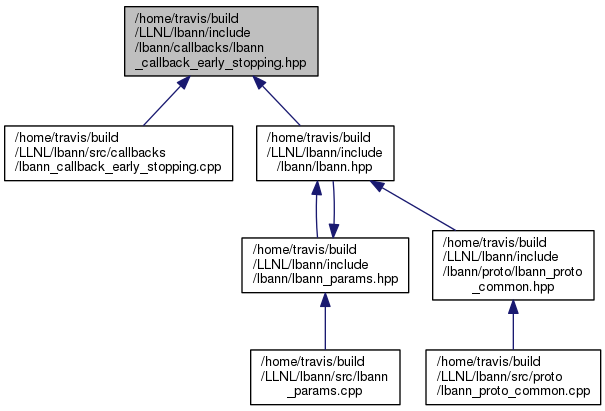 /home/travis/build
/LLNL/lbann/include
/lbann/callbacks/lbann
_callback_early_stopping.hpp
/home/travis/build
/LLNL/lbann/src/callbacks
/lbann_callback_early_stopping.cpp
/home/travis/build
/LLNL/lbann/include
/lbann/lbann.hpp
/home/travis/build
/LLNL/lbann/include
/lbann/lbann_params.hpp
/home/travis/build
/LLNL/lbann/include
/lbann/proto/lbann_proto
_common.hpp
/home/travis/build
/LLNL/lbann/src/lbann
_params.cpp
/home/travis/build
/LLNL/lbann/src/proto
/lbann_proto_common.cpp